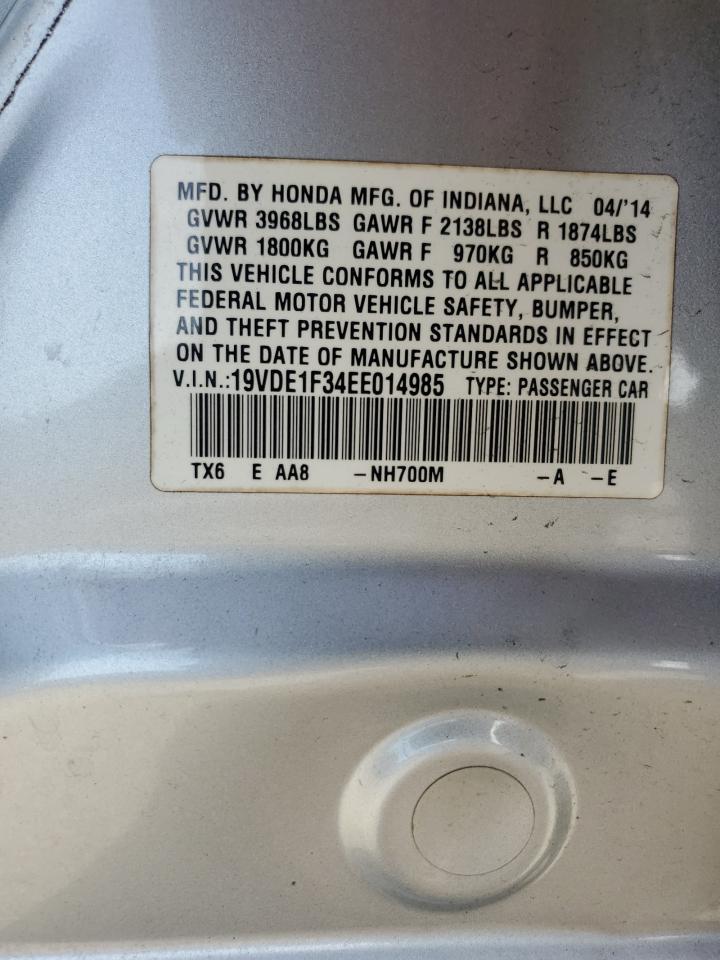 MFD. BY HONDA MFG. OF INDIANA, LLC 04/'14
GVWR 3968LBS GAWR F 2138LBS R 1874LBS
GVWR 1800KG GAWR F 970KG R 850KG
THIS VEHICLE CONFORMS TO ALL APPLICABLE
FEDERAL MOTOR VEHICLE SAFETY, BUMPER,
AND THEFT PREVENTION STANDARDS IN EFFECT
ON THE DATE OF MANUFACTURE SHOWN ABOVE.
V.I.N.:19VDE1F34EE014985 TYPE: PASSENGER CAR
TX6 E AA8 –NH700M –A –E